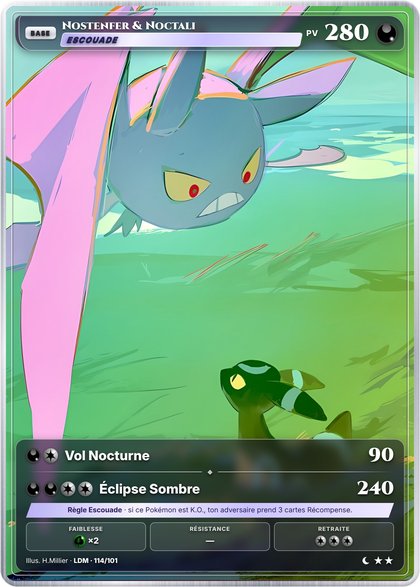 BASE
NOSTENFER & NOCTALI
ESCOUADE
PV 280
Vol Nocturne 90
Éclipse Sombre 240
Règle Escouade · si ce Pokémon est K.O., ton adversaire prend 3 cartes Récompense.
FAIBLESSE RÉSISTANCE RETRAITE
×2 —
Illus. H.Millier · LDM · 114/101